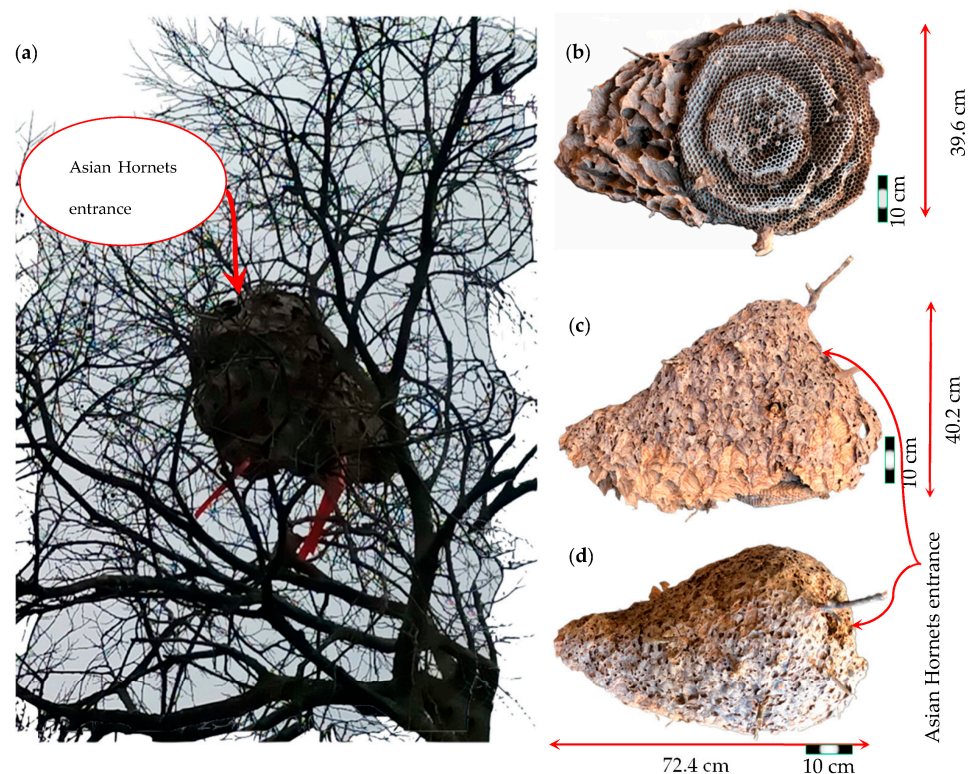 (a)
Asian Hornets
entrance
(b)
39.6 cm
10 cm
(c)
40.2 cm
10 cm
(d)
Asian Hornets entrance
72.4 cm
10 cm